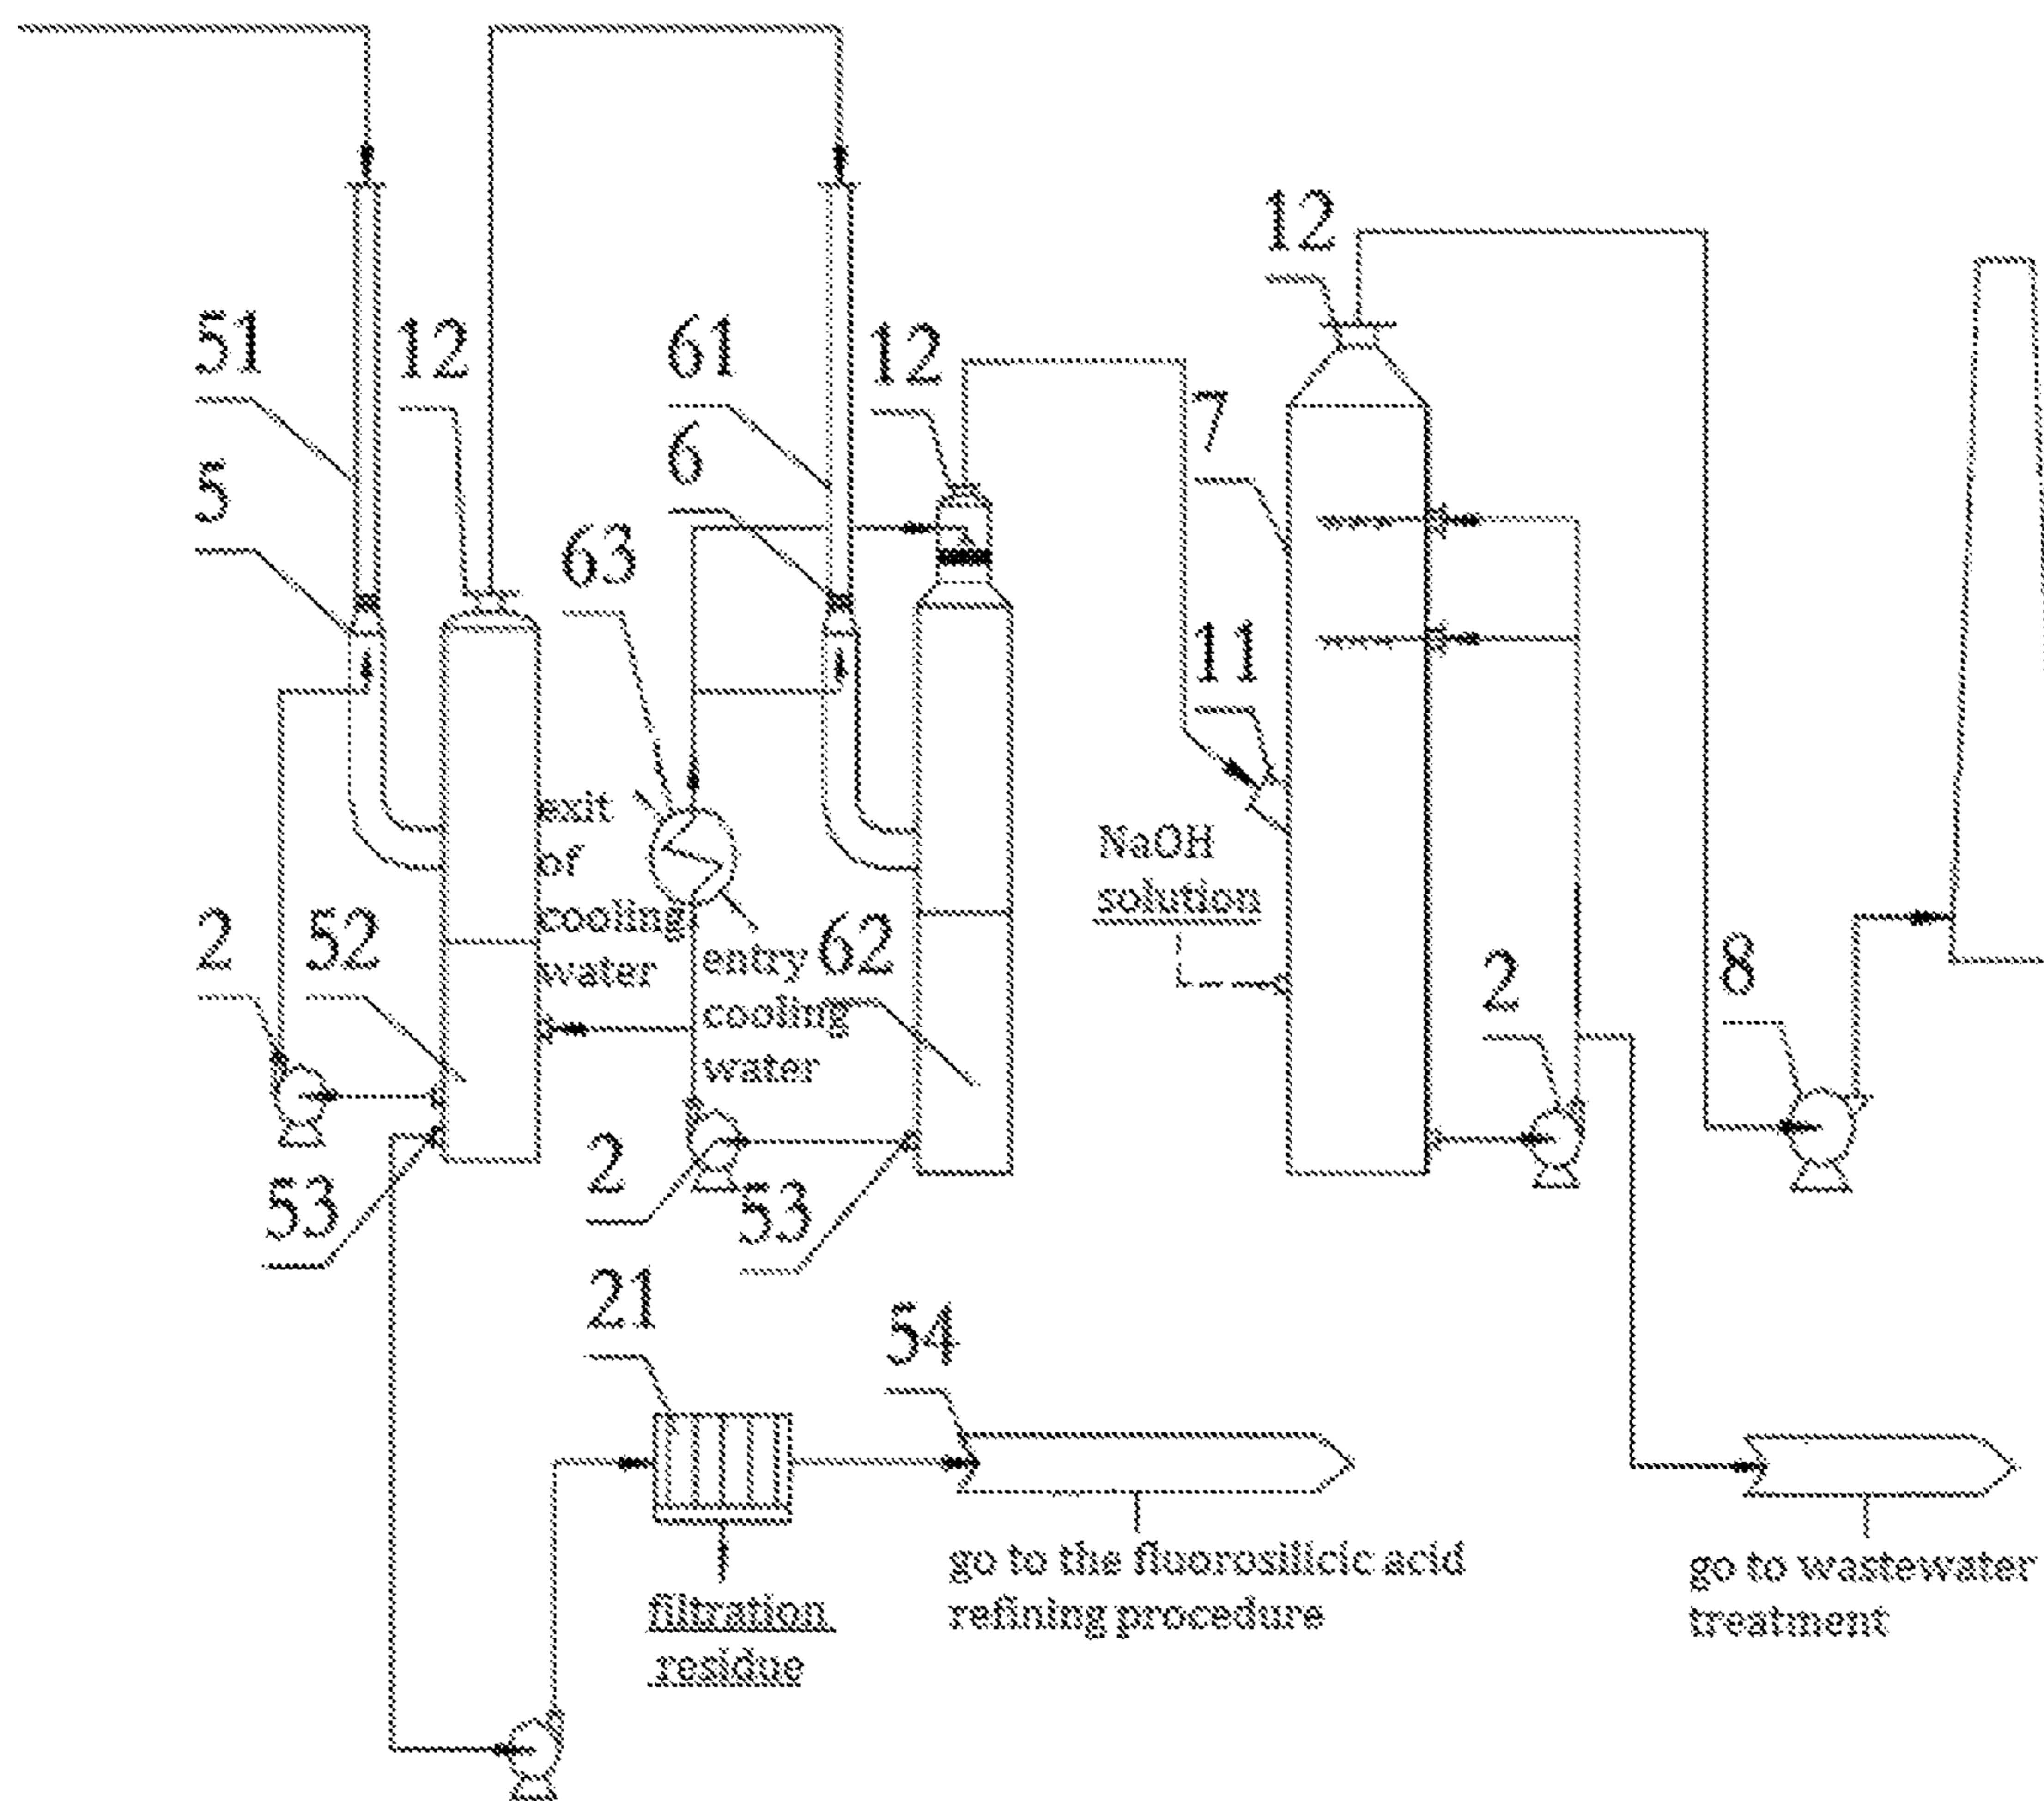 12
51
12
61
12
7
5
6
63
11
exit
of
cooling
water
NaOH
solution
2
52
entry
cooling
water
62
2
8
53
2
53
21
54
go to the fluorosilicic acid
refining procedure
go to wastewater
treatment
filtration
residue